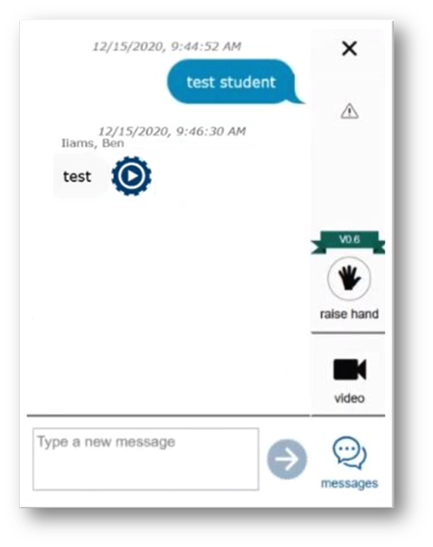 12/15/2020, 9:44:52 AM
test student
12/15/2020, 9:46:30 AM
Iiams, Ben
test
V0.6
raise hand
video
Type a new message
messages